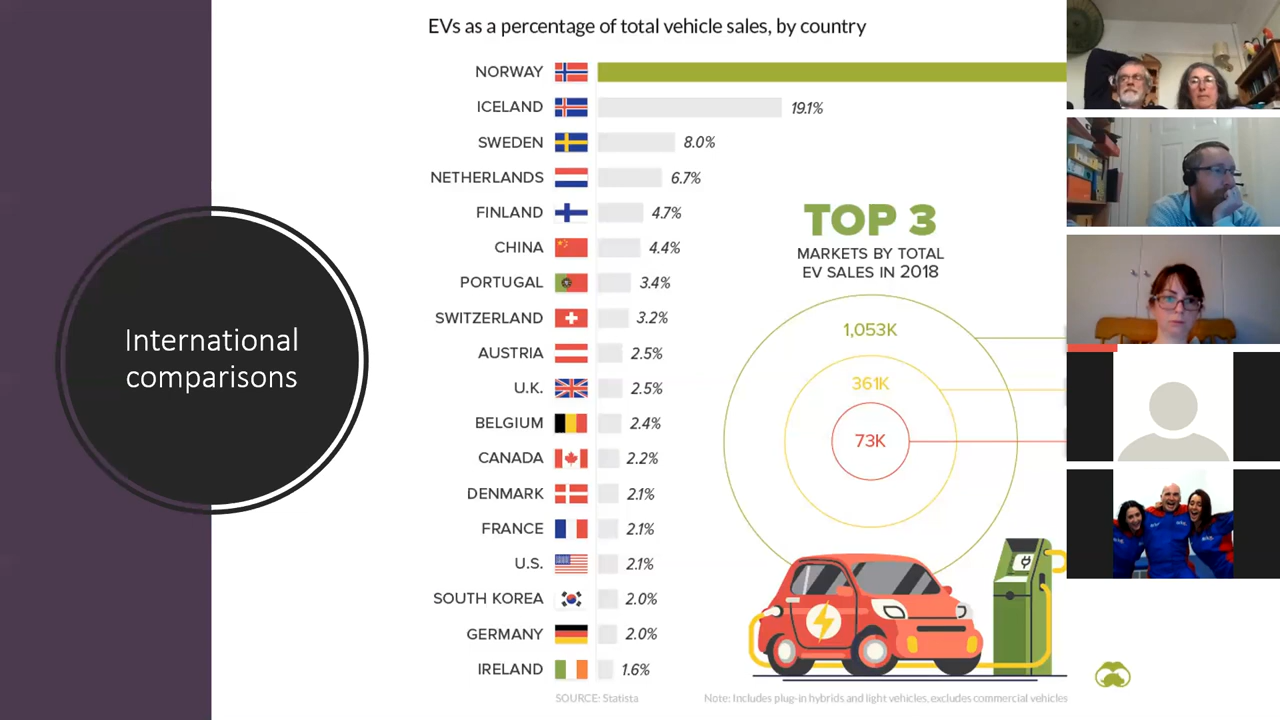 EVs as a percentage of total vehicle sales, by country
NORWAY
ICELAND 19.1%
SWEDEN 8.0%
NETHERLANDS 6.7%
FINLAND 4.7%
CHINA 4.4%
PORTUGAL 3.4%
SWITZERLAND 3.2%
AUSTRIA 2.5%
U.K. 2.5%
BELGIUM 2.4%
CANADA 2.2%
DENMARK 2.1%
FRANCE 2.1%
U.S. 2.1%
SOUTH KOREA 2.0%
GERMANY 2.0%
IRELAND 1.6%
International
comparisons
TOP 3
MARKETS BY TOTAL
EV SALES IN 2018
1,053K
361K
73K
SOURCE: Statista
Note: Includes plug-in hybrids and light vehicles, excludes commercial vehicles